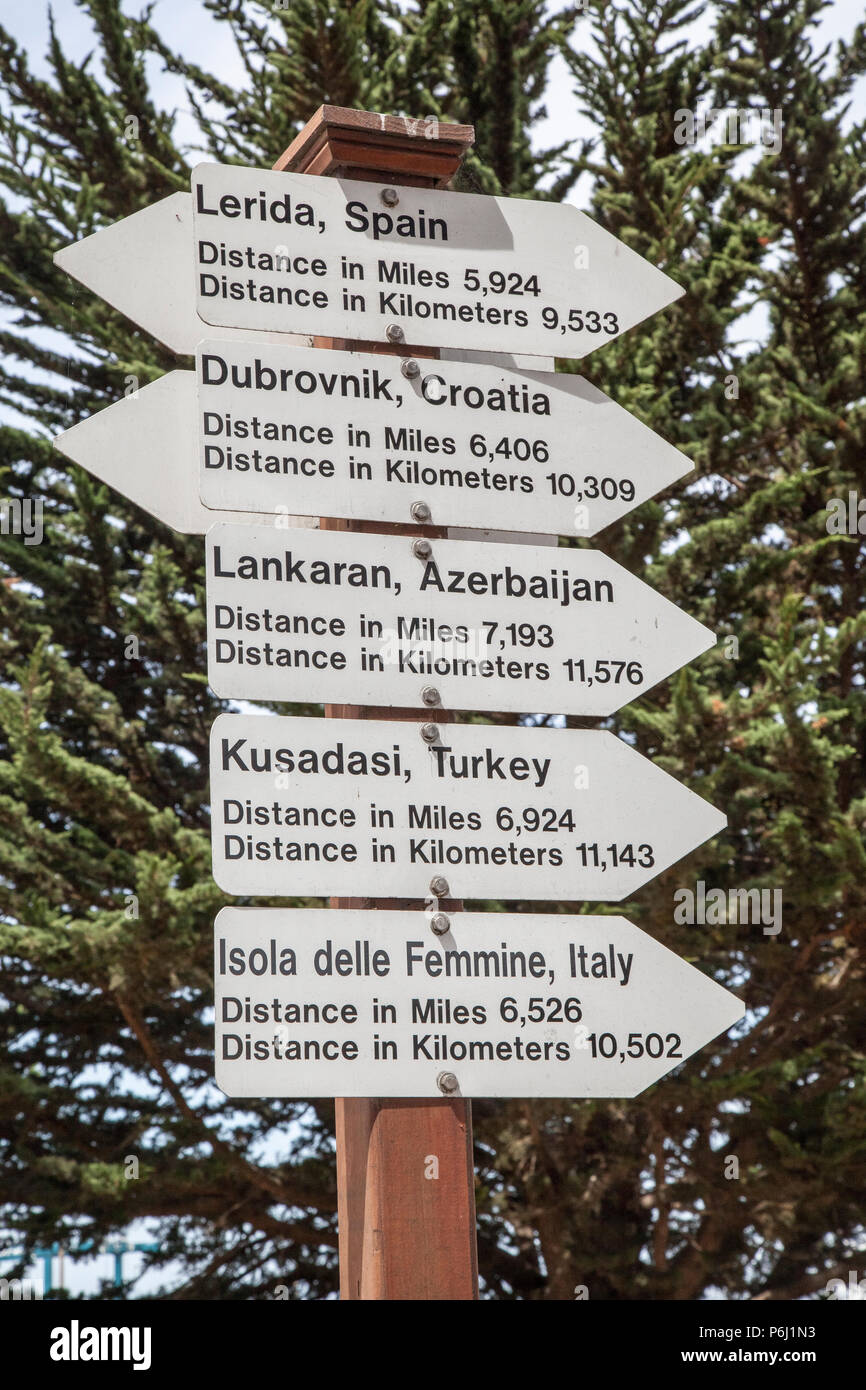 Lerida, Spain
Distance in Miles 5,924
Distance in Kilometers 9,533
Dubrovnik, Croatia
Distance in Miles 6,406
Distance in Kilometers 10,309
Lankaran, Azerbaijan
Distance in Miles 7,193
Distance in Kilometers 11,576
Kusadasi, Turkey
Distance in Miles 6,924
Distance in Kilometers 11,143
Isola delle Femmine, Italy
Distance in Miles 6,526
Distance in Kilometers 10,502
alamy
Image ID: P6J1N3
www.alamy.com